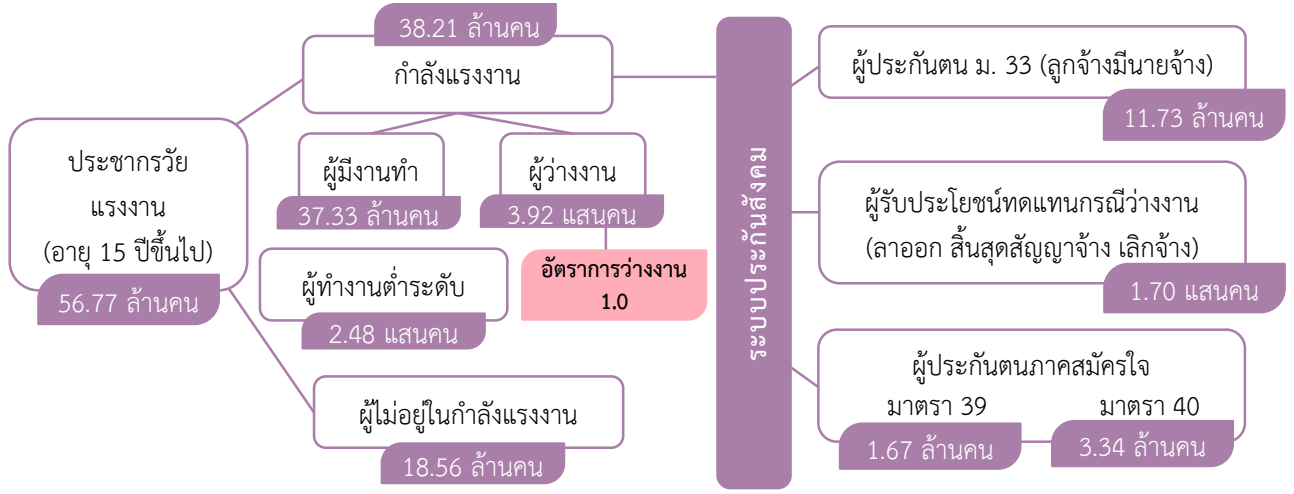 38.21 ล้านคน
กำลังแรงงาน
ประชากรวัย
แรงงาน
(อายุ 15 ปีขึ้นไป)
56.77 ล้านคน
ผู้มีงานทำ
37.33 ล้านคน
ผู้ว่างงาน
3.92 แสนคน
อัตราการว่างงาน
1.0
ผู้ทำงานต่ำระดับ
2.48 แสนคน
ผู้ไม่อยู่ในกำลังแรงงาน
18.56 ล้านคน
ระบบประกันสังคม
ผู้ประกันตน ม. 33 (ลูกจ้างมีนายจ้าง)
11.73 ล้านคน
ผู้รับประโยชน์ทดแทนกรณีว่างงาน
(ลาออก สิ้นสุดสัญญาจ้าง เลิกจ้าง)
1.70 แสนคน
ผู้ประกันตนภาคสมัครใจ
มาตรา 39 มาตรา 40
1.67 ล้านคน 3.34 ล้านคน